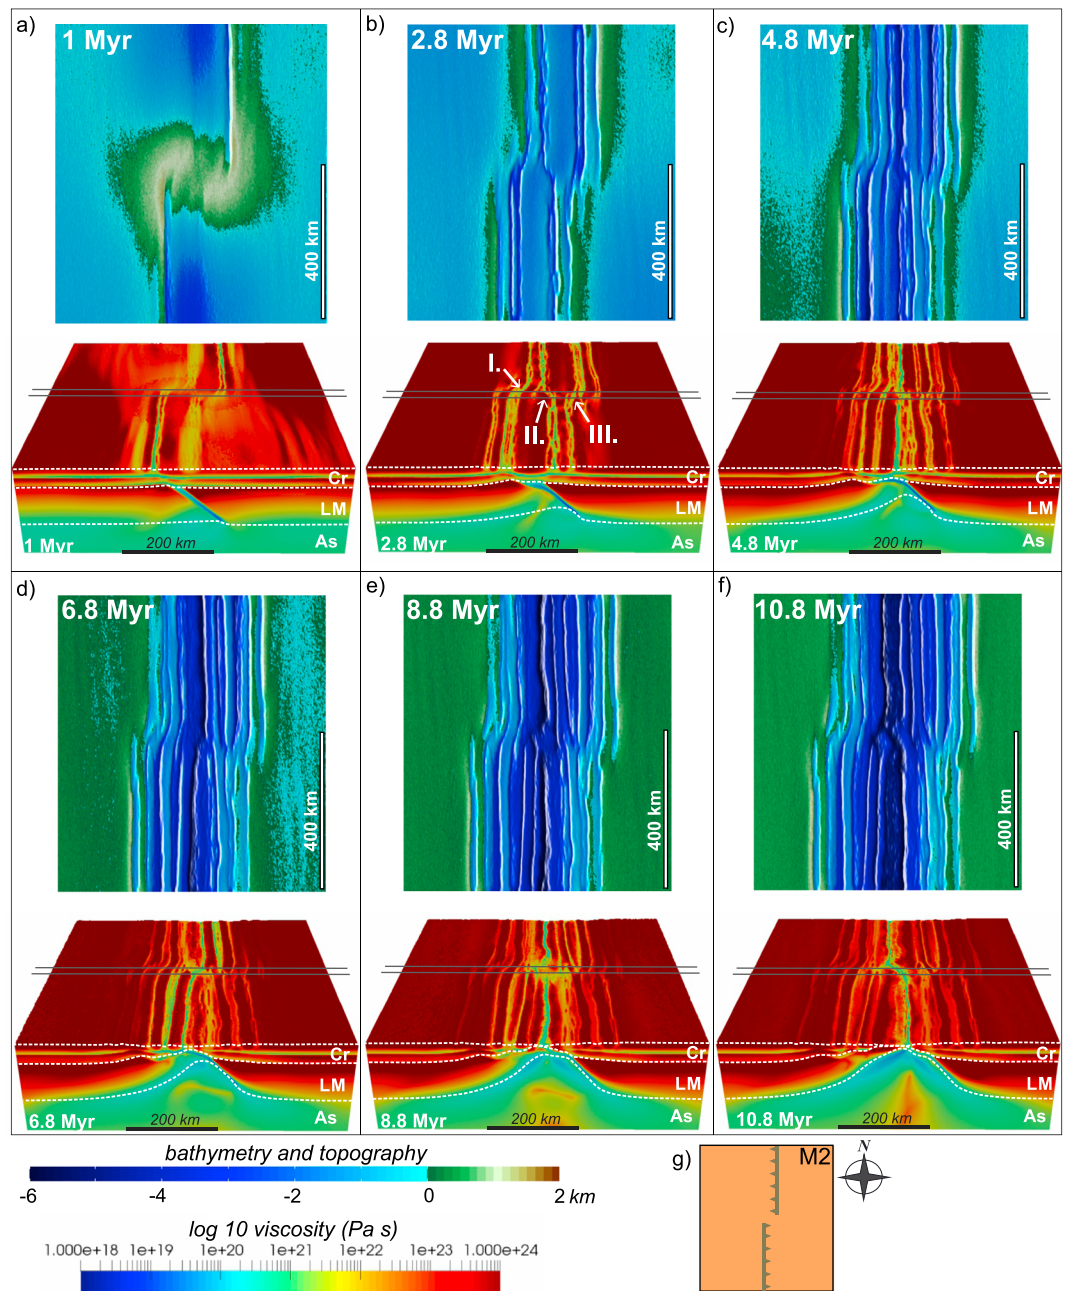 a)
1 Myr
400 km
Cr
LM
As
1 Myr
200 km
b)
2.8 Myr
400 km
I.
II.
III.
Cr
LM
As
2.8 Myr
200 km
c)
4.8 Myr
400 km
Cr
LM
As
4.8 Myr
200 km
d)
6.8 Myr
400 km
Cr
LM
As
6.8 Myr
200 km
e)
8.8 Myr
400 km
Cr
LM
As
8.8 Myr
200 km
f)
10.8 Myr
400 km
Cr
LM
As
10.8 Myr
200 km
bathymetry and topography
-6 -4 -2 0 2 km
log 10 viscosity (Pa s)
1.000e+18 1e+19 1e+20 1e+21 1e+22 1e+23 1.000e+24
g)
M2
N